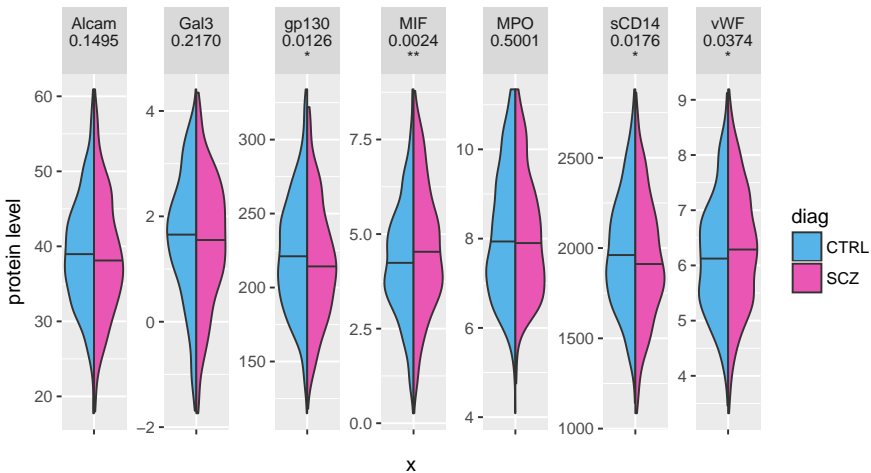 Alcam Gal3 gp130 MIF MPO sCD14 vWF
0.1495 0.2170 0.0126 0.0024 0.5001 0.0176 0.0374
* ** * *
60 4 9
50 300 7.5 10 2500 8
40 2 250 5.0 8 2000 7
30 0 200 2.5 6 1500 6
20 −2 150 0.0 4 1000 5
4
protein level
x
diag
CTRL
SCZ